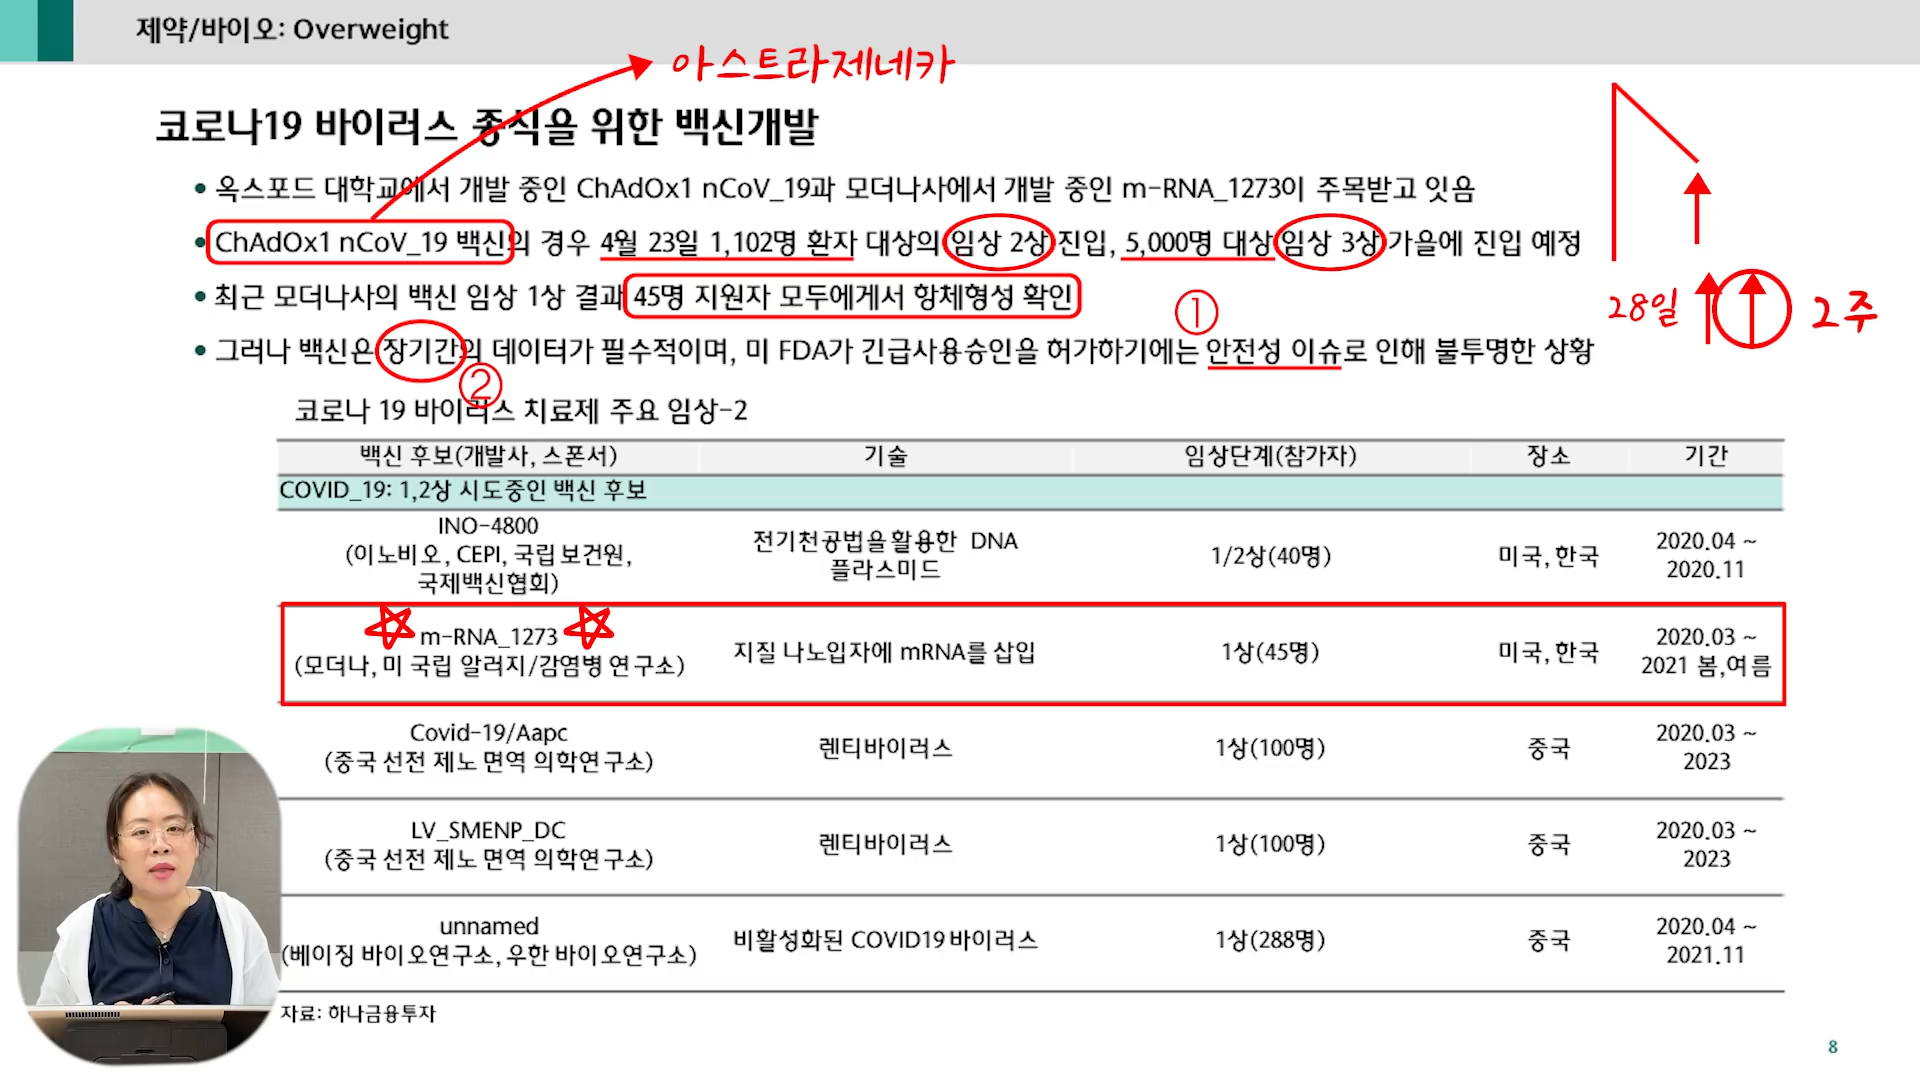 제약/바이오: Overweight
아스트라제네카
코로나19 바이러스 종식을 위한 백신개발
• 옥스포드 대학교에서 개발 중인 ChAdOx1 nCoV_19과 모더나사에서 개발 중인 m-RNA_1273이 주목받고 잇음
• ChAdOx1 nCoV_19 백신의 경우 4월 23일 1,102명 환자 대상의 임상 2상 진입, 5,000명 대상 임상 3상 가을에 진입 예정
• 최근 모더나사의 백신 임상 1상 결과 45명 지원자 모두에게서 항체형성 확인
①
28일
2주
• 그러나 백신은 장기간의 데이터가 필수적이며, 미 FDA가 긴급사용승인을 허가하기에는 안전성 이슈로 인해 불투명한 상황
②
코로나 19 바이러스 치료제 주요 임상-2
백신 후보(개발사, 스폰서) 기술 임상단계(참가자) 장소 기간
COVID_19: 1,2상 시도중인 백신 후보
INO-4800
(이노비오, CEPI, 국립보건원,
국제백신협회)
전기천공법을활용한 DNA
플라스미드
1/2상(40명)
미국, 한국
2020.04 ~
2020.11
m-RNA_1273
(모더나, 미 국립 알러지/감염병 연구소)
지질 나노입자에 mRNA를 삽입
1상(45명)
미국, 한국
2020.03 ~
2021 봄,여름
Covid-19/Aapc
(중국 선전 제노 면역 의학연구소)
렌티바이러스
1상(100명)
중국
2020.03 ~
2023
LV_SMENP_DC
(중국 선전 제노 면역 의학연구소)
렌티바이러스
1상(100명)
중국
2020.03 ~
2023
unnamed
(베이징 바이오연구소, 우한 바이오연구소)
비활성화된 COVID19바이러스
1상(288명)
중국
2020.04 ~
2021.11
자료: 하나금융투자
8